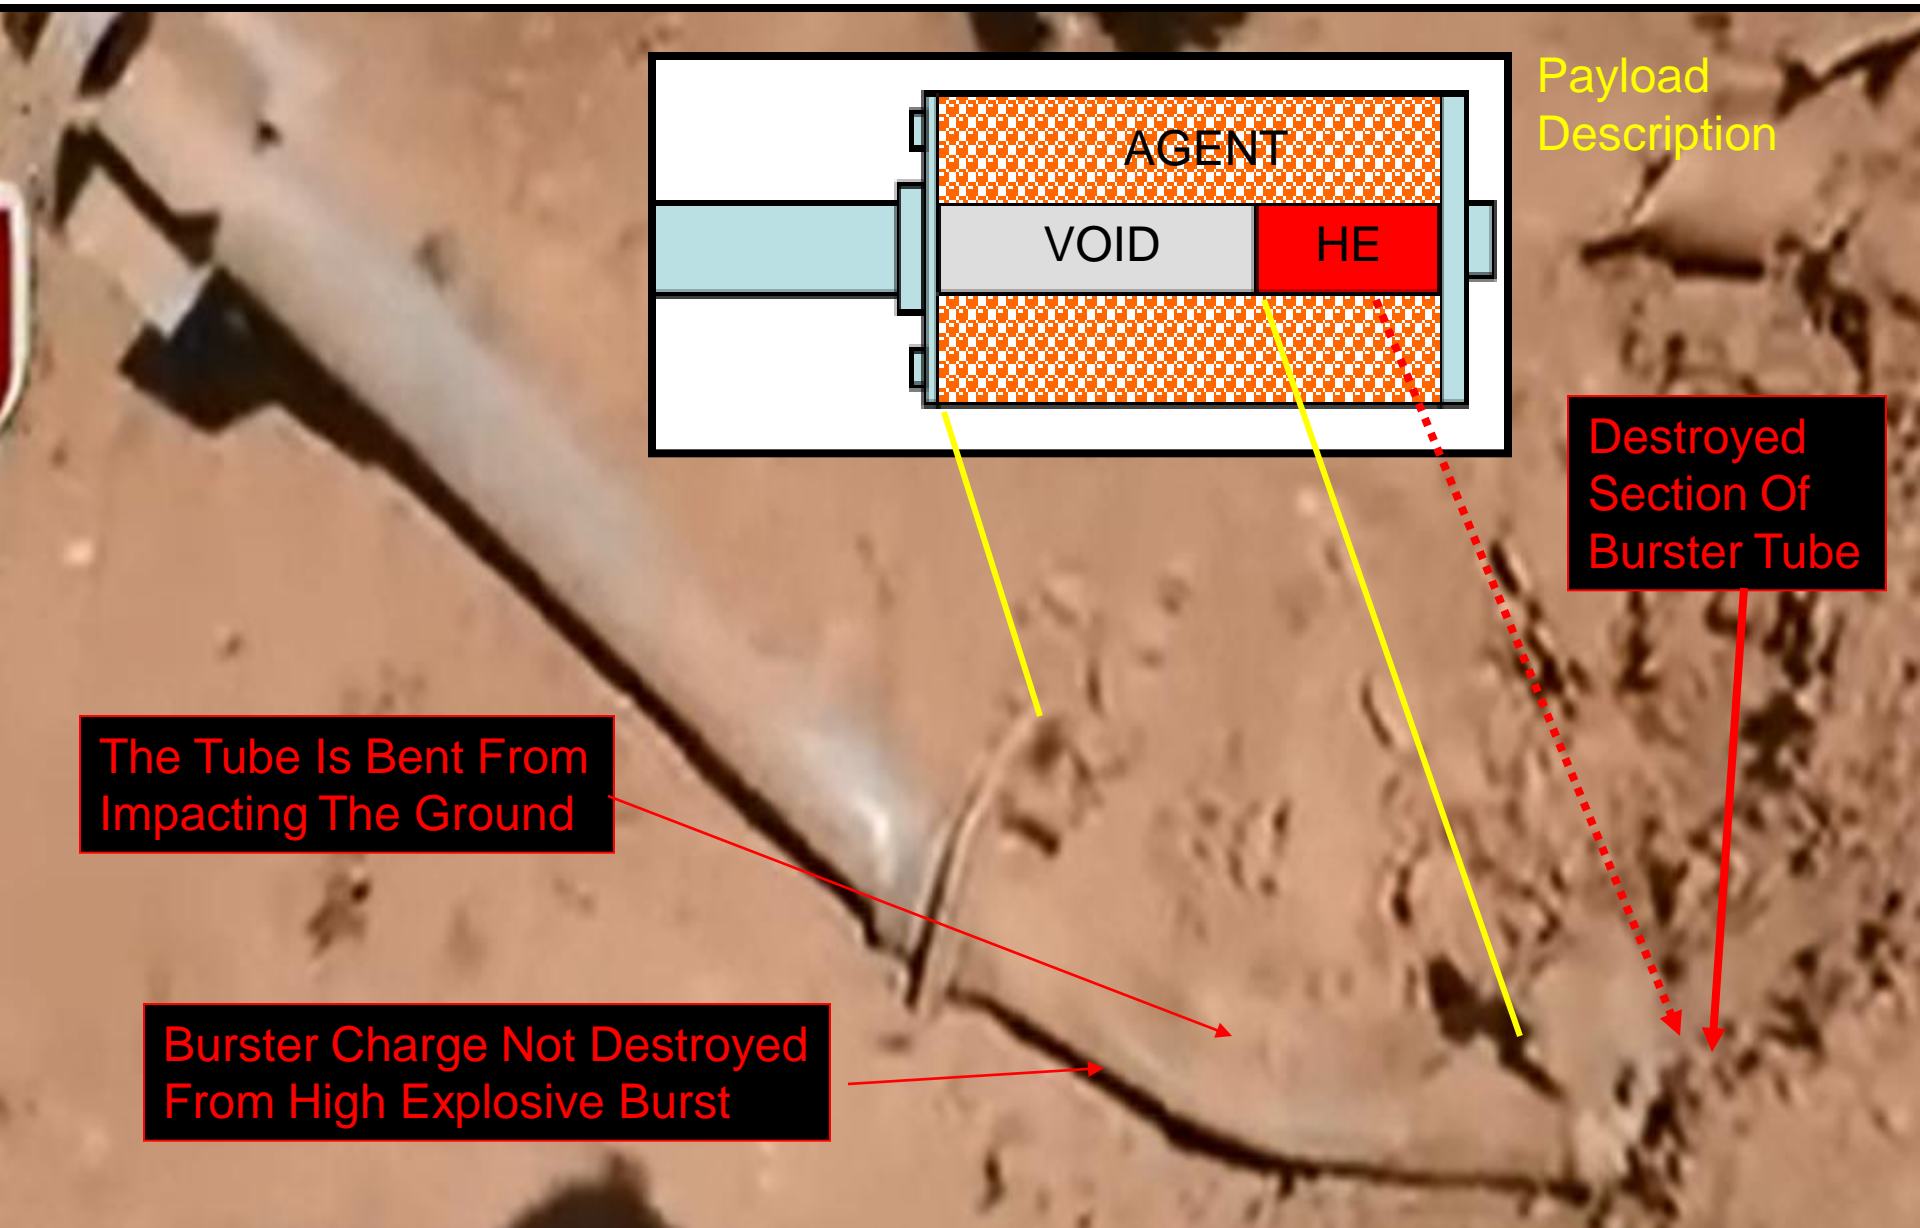 Payload
Description
AGENT
VOID
HE
Destroyed
Section Of
Burster Tube
The Tube Is Bent From
Impacting The Ground
Burster Charge Not Destroyed
From High Explosive Burst